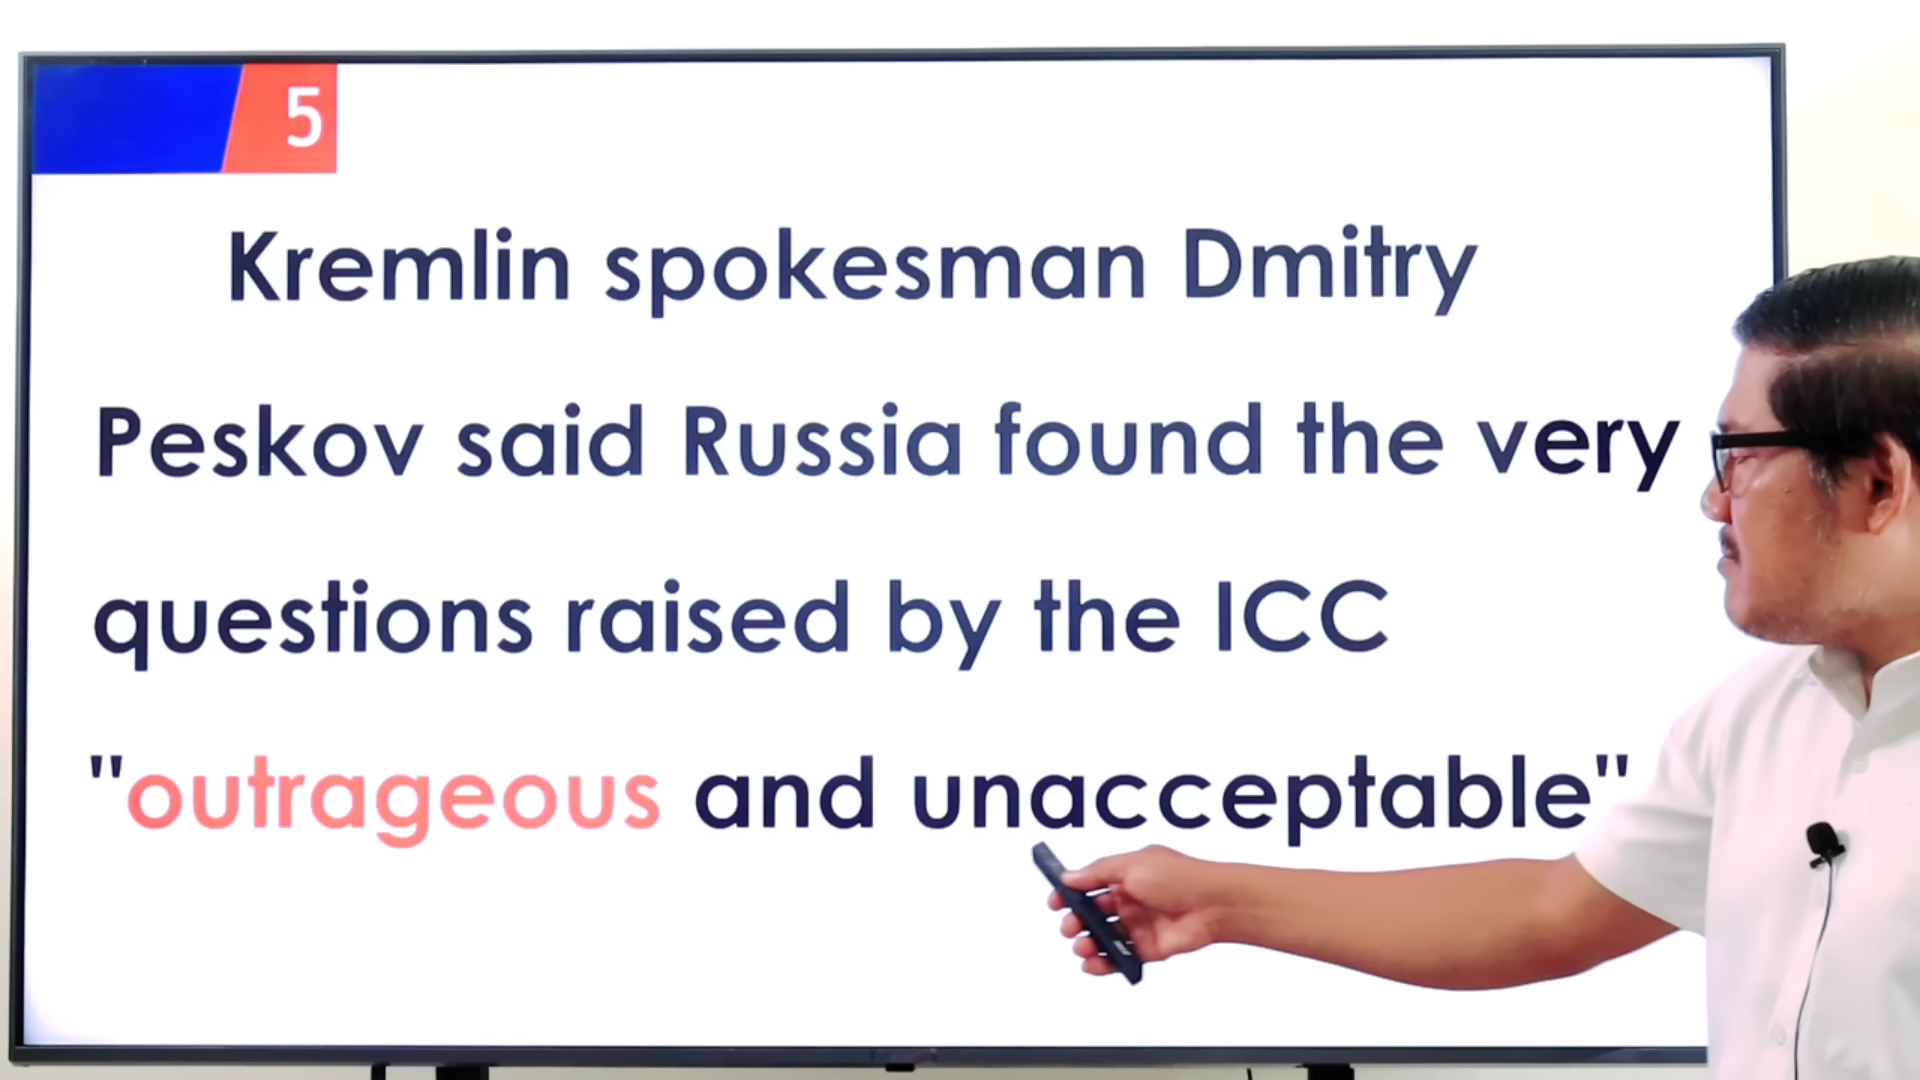 5
Kremlin spokesman Dmitry
Peskov said Russia found the very
questions raised by the ICC
"outrageous and unacceptable"